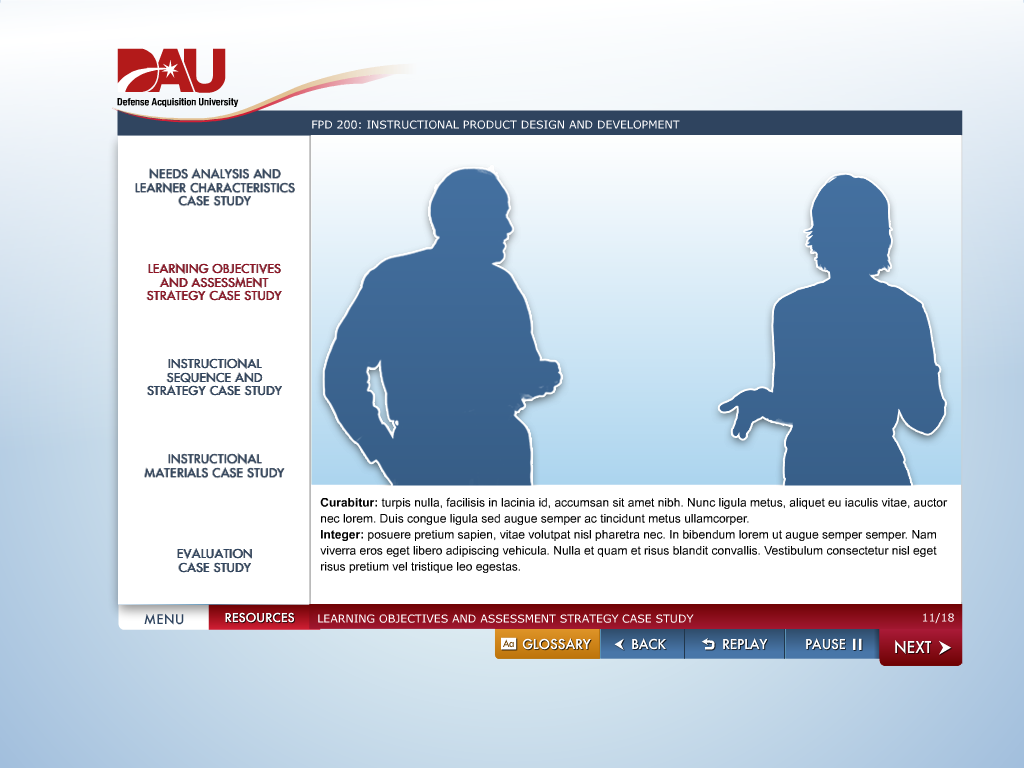 DAU
Defense Acquisition University
FPD 200: INSTRUCTIONAL PRODUCT DESIGN AND DEVELOPMENT
NEEDS ANALYSIS AND
LEARNER CHARACTERISTICS
CASE STUDY
LEARNING OBJECTIVES
AND ASSESSMENT
STRATEGY CASE STUDY
INSTRUCTIONAL
SEQUENCE AND
STRATEGY CASE STUDY
INSTRUCTIONAL
MATERIALS CASE STUDY
EVALUATION
CASE STUDY
Curabitur: turpis nulla, facilisis in lacinia id, accumsan sit amet nibh. Nunc ligula metus, aliquet eu iaculis vitae, auctor
nec lorem. Duis congue ligula sed augue semper ac tincidunt metus ullamcorper.
Integer: posuere pretium sapien, vitae volutpat nisl pharetra nec. In bibendum lorem ut augue semper semper. Nam
viverra eros eget libero adipiscing vehicula. Nulla et quam et risus blandit convallis. Vestibulum consectetur nisl eget
risus pretium vel tristique leo egestas.
MENU
RESOURCES
LEARNING OBJECTIVES AND ASSESSMENT STRATEGY CASE STUDY
11/18
Aa GLOSSARY
BACK
REPLAY
PAUSE
NEXT